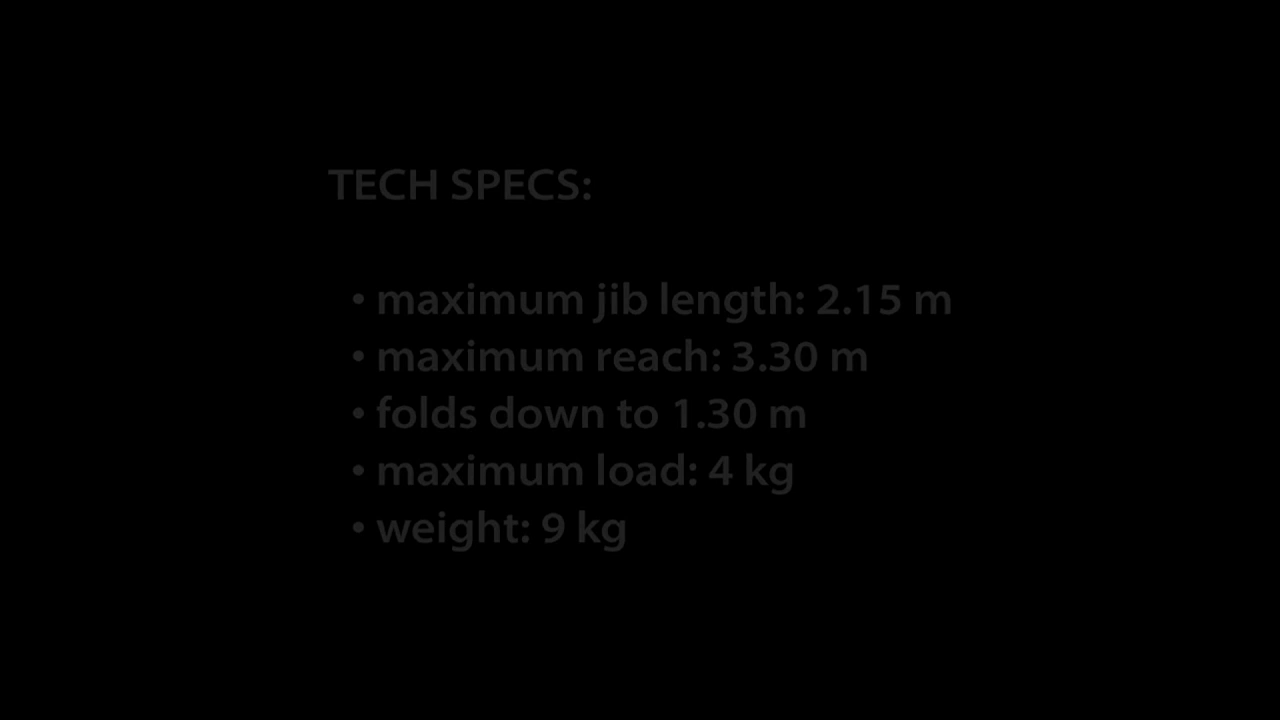 TECH SPECS:
• maximum jib length: 2.15 m
• maximum reach: 3.30 m
• folds down to 1.30 m
• maximum load: 4 kg
• weight: 9 kg